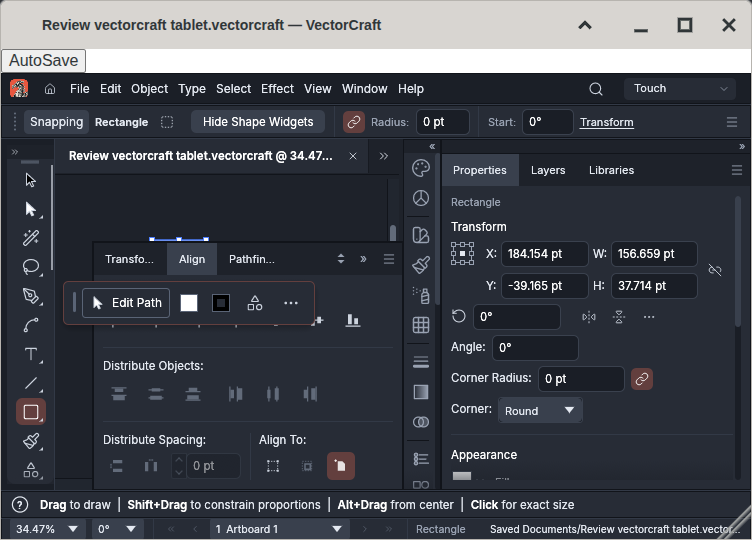 Review vectorcraft tablet.vectorcraft — VectorCraft
AutoSave
File Edit Object Type Select Effect View Window Help
Touch
Snapping Rectangle Hide Shape Widgets Radius: 0 pt Start: 0° Transform
Review vectorcraft tablet.vectorcraft @ 34.47...
Properties Layers Libraries
Rectangle
Transform
X: 184.154 pt W: 156.659 pt
Y: -39.165 pt H: 37.714 pt
0°
Angle: 0°
Corner Radius: 0 pt
Corner: Round
Appearance
Transfo... Align Pathfin...
Edit Path
Distribute Objects:
Distribute Spacing: Align To:
0 pt
Drag to draw | Shift+Drag to constrain proportions | Alt+Drag from center | Click for exact size
34.47% 0° 1 Artboard 1 Rectangle Saved Documents/Review vectorcraft tablet.vector...